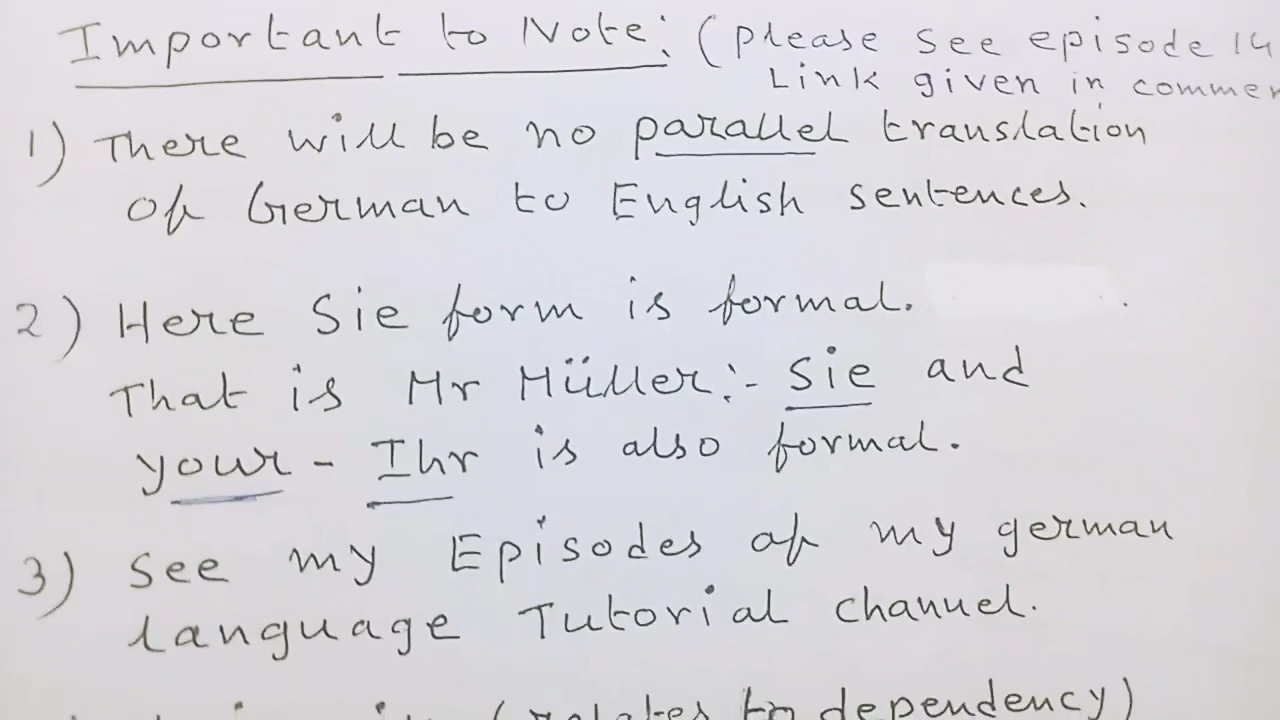 Important to Note: (please see episode 14
Link given in commen
1) There will be no parallel translation
of German to English sentences.
2) Here Sie form is formal.
That is Mr Müller:- Sie and
your - Ihr is also formal.
3) See my Episodes of my german
language Tutorial channel.
(relates to dependency)